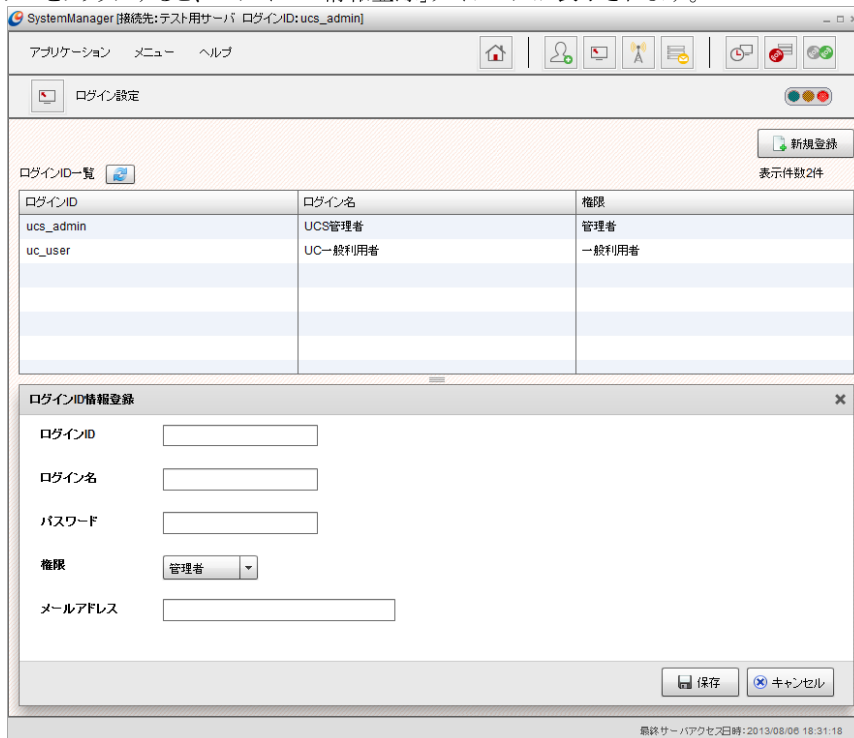 SystemManager [接続先:テスト用サーバ ログインID:ucs_admin]
アプリケーション メニュー ヘルプ
ログイン設定
新規登録
ログインID一覧
表示件数2件
ログインID ログイン名 権限
ucs_admin UCS管理者 管理者
uc_user UC一般利用者 一般利用者
ログインID情報登録
ログインID
ログイン名
パスワード
権限 管理者
メールアドレス
保存 キャンセル
最終サーバアクセス日時:2013/08/06 18:31:18